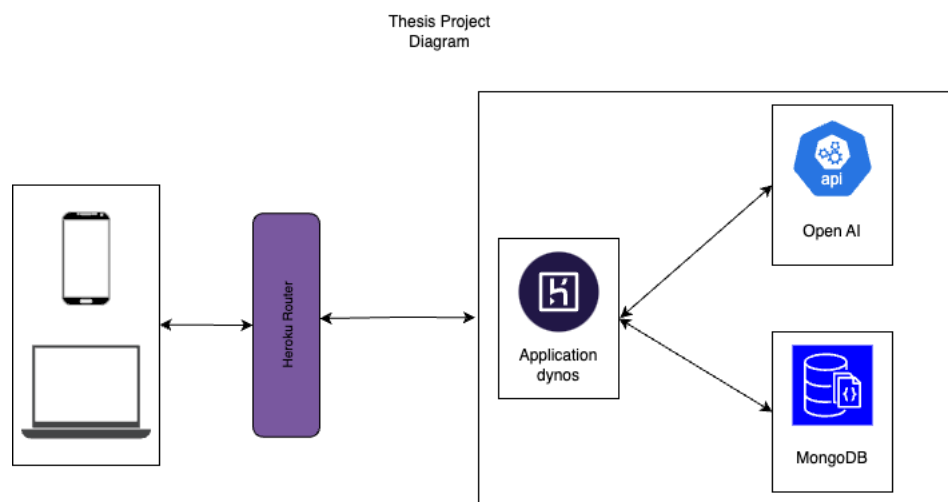 Thesis Project
Diagram
Heroku Router
Application
dynos
api
Open AI
{}
MongoDB